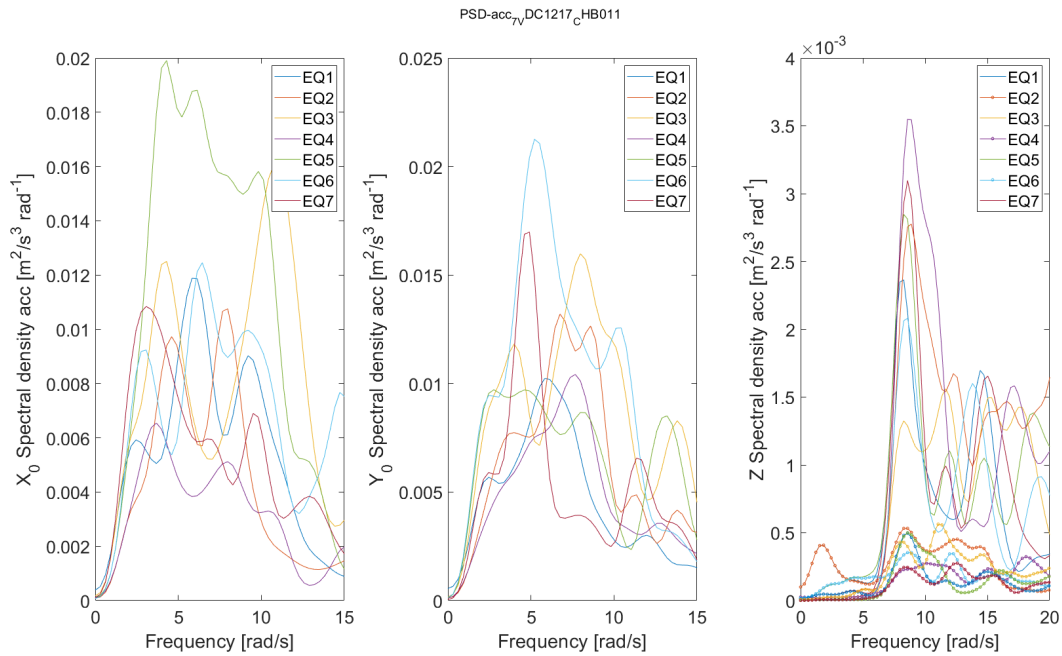 PSD-acc7VDC1217CHB011
X0 Spectral density acc [m2/s3 rad-1]
0.02
0.018
0.016
0.014
0.012
0.01
0.008
0.006
0.004
0.002
0
0 5 10 15
Frequency [rad/s]
EQ1
EQ2
EQ3
EQ4
EQ5
EQ6
EQ7
Y0 Spectral density acc [m2/s3 rad-1]
0.025
0.02
0.015
0.01
0.005
0
0 5 10 15
Frequency [rad/s]
EQ1
EQ2
EQ3
EQ4
EQ5
EQ6
EQ7
Z Spectral density acc [m2/s3 rad-1]
×10-3
4
3.5
3
2.5
2
1.5
1
0.5
0
0 5 10 15 20
Frequency [rad/s]
EQ1
EQ2
EQ3
EQ4
EQ5
EQ6
EQ7